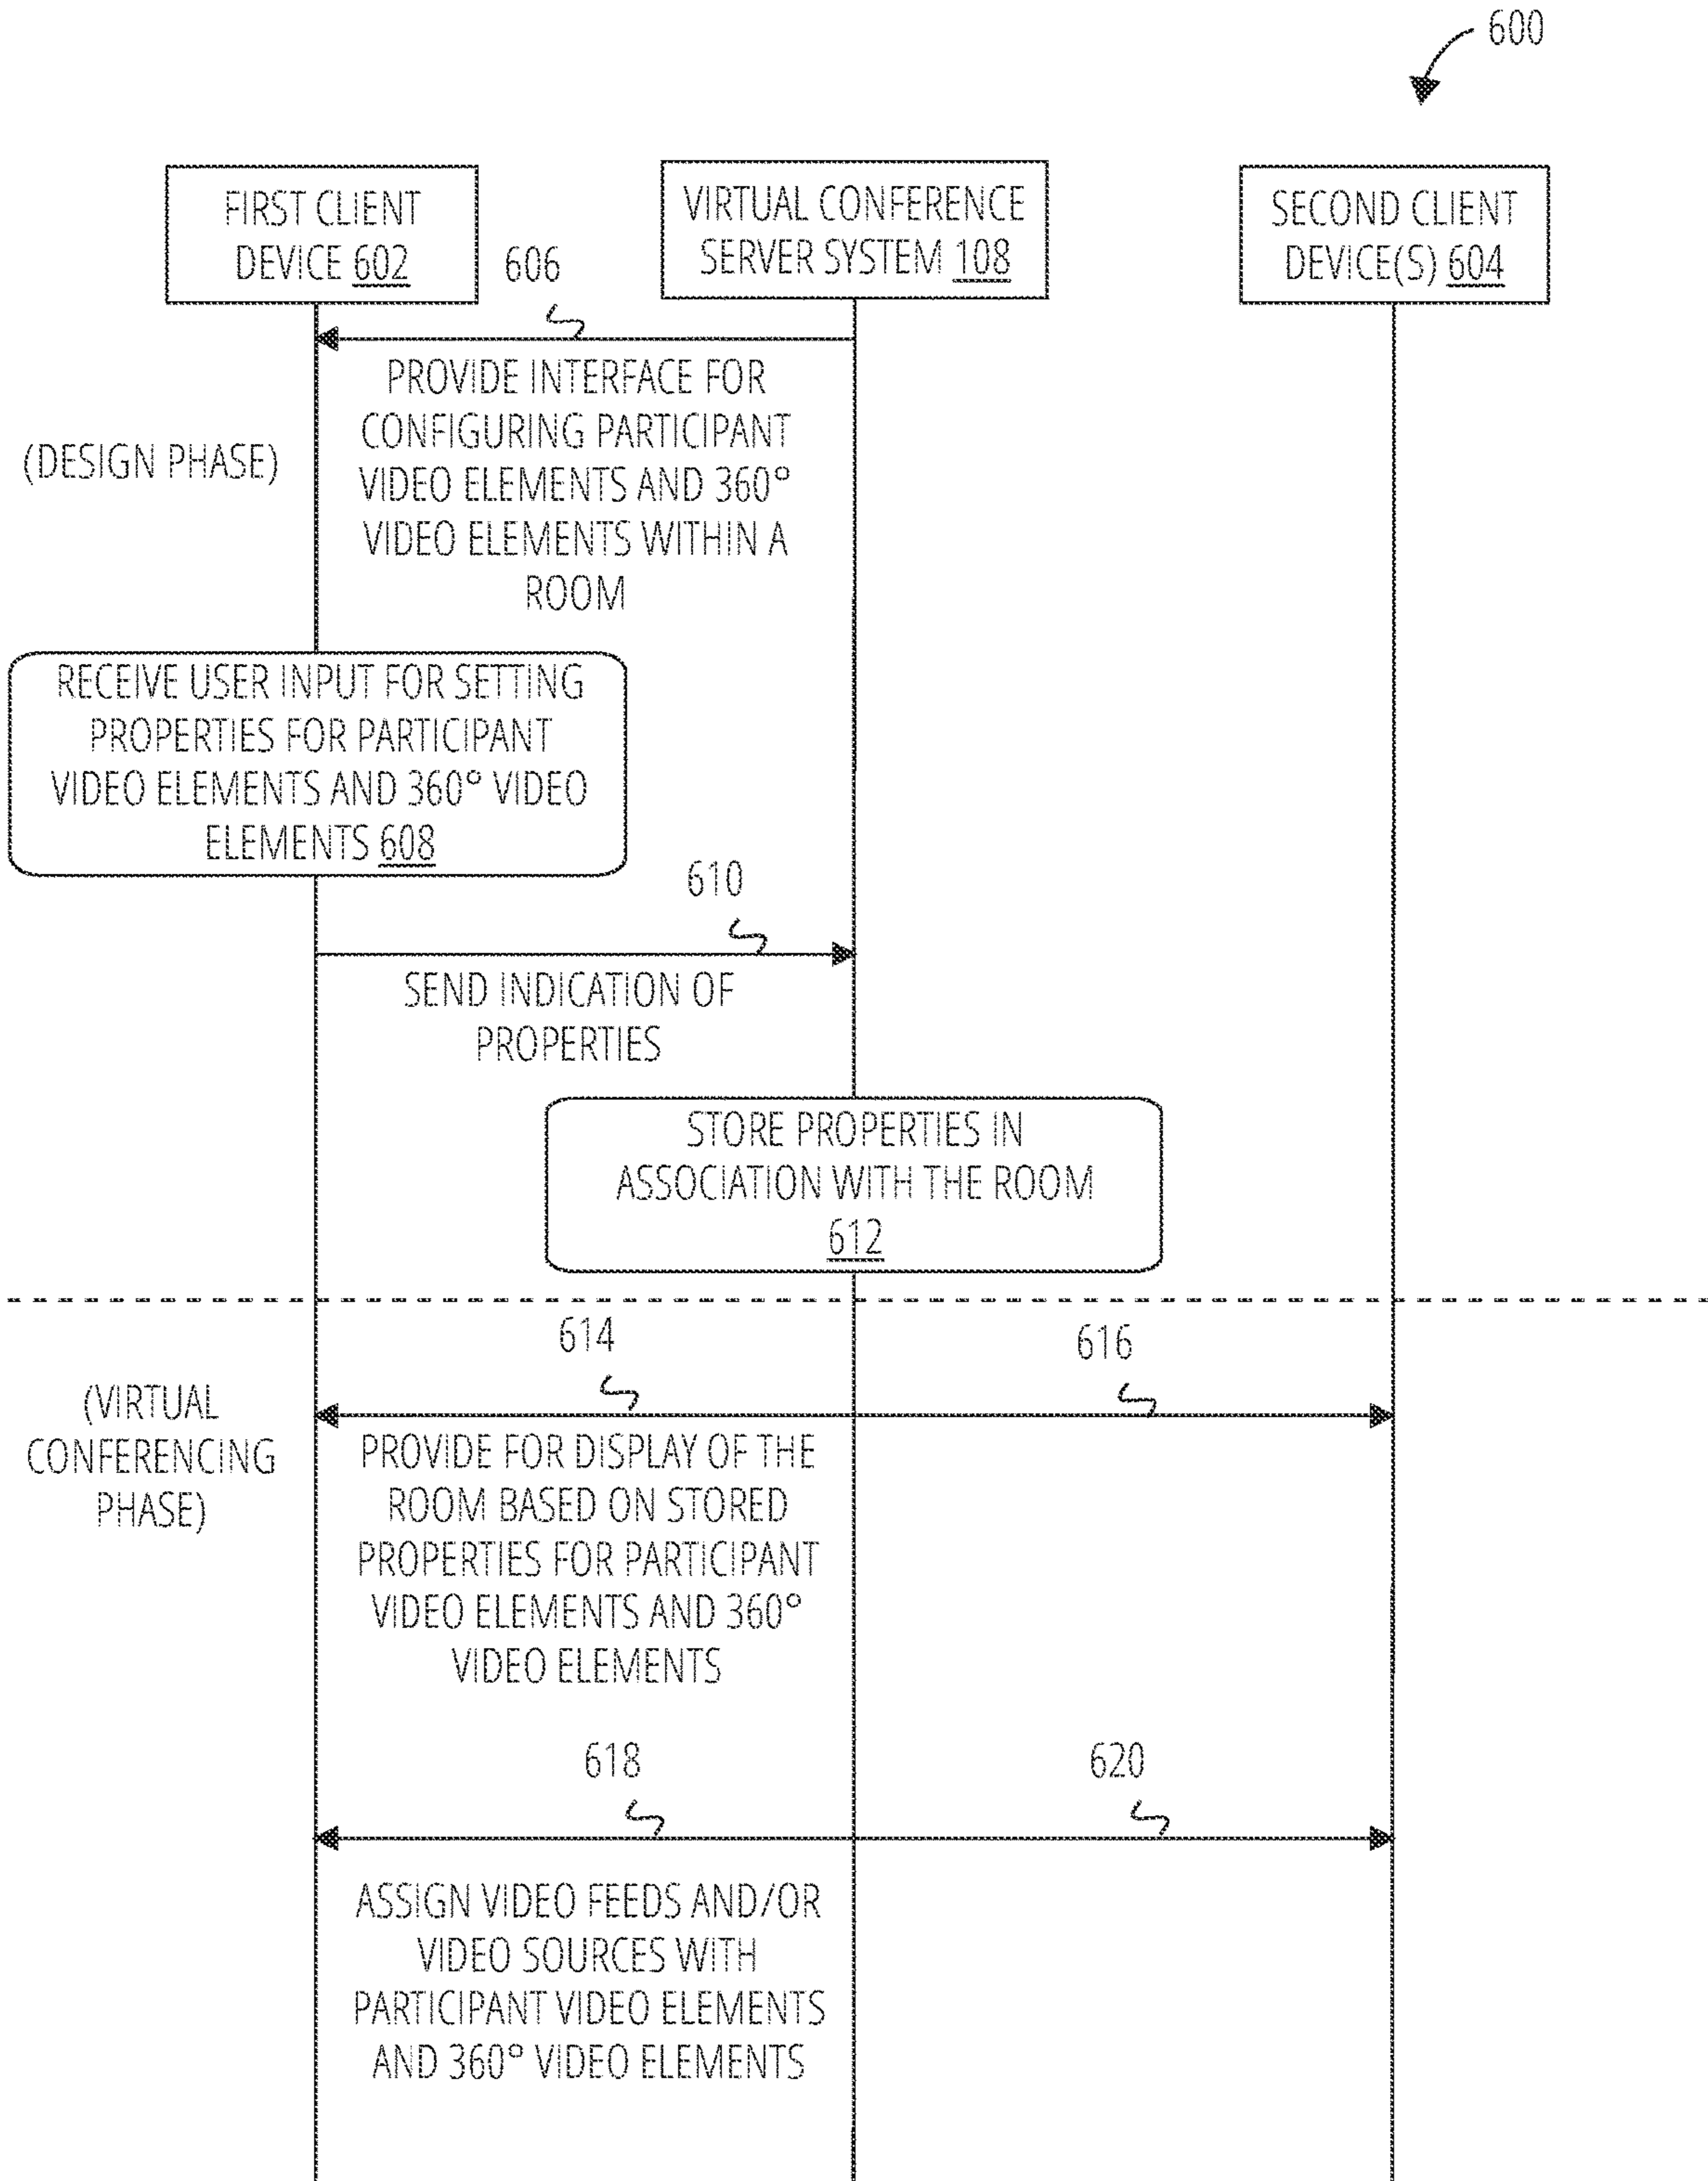 600
FIRST CLIENT
DEVICE 602
VIRTUAL CONFERENCE
SERVER SYSTEM 108
SECOND CLIENT
DEVICE(S) 604
606
PROVIDE INTERFACE FOR
CONFIGURING PARTICIPANT
VIDEO ELEMENTS AND 360°
VIDEO ELEMENTS WITHIN A
ROOM
(DESIGN PHASE)
RECEIVE USER INPUT FOR SETTING
PROPERTIES FOR PARTICIPANT
VIDEO ELEMENTS AND 360° VIDEO
ELEMENTS 608
610
SEND INDICATION OF
PROPERTIES
STORE PROPERTIES IN
ASSOCIATION WITH THE ROOM
612
614
616
(VIRTUAL
CONFERENCING
PHASE)
PROVIDE FOR DISPLAY OF THE
ROOM BASED ON STORED
PROPERTIES FOR PARTICIPANT
VIDEO ELEMENTS AND 360°
VIDEO ELEMENTS
618
620
ASSIGN VIDEO FEEDS AND/OR
VIDEO SOURCES WITH
PARTICIPANT VIDEO ELEMENTS
AND 360° VIDEO ELEMENTS